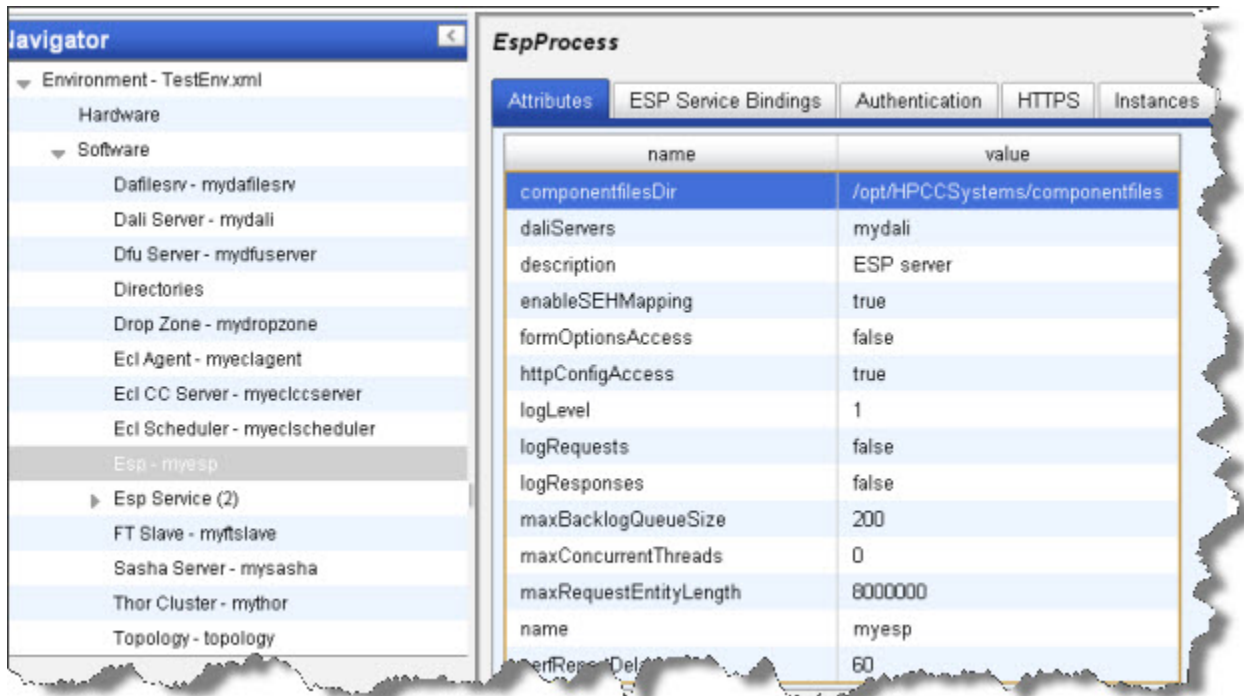 Navigator
Environment - TestEnv.xml
Hardware
Software
Dafilesrv - mydafilesrv
Dali Server - mydali
Dfu Server - mydfuserver
Directories
Drop Zone - mydropzone
Ecl Agent - myeclagent
Ecl CC Server - myeclccserver
Ecl Scheduler - myeclscheduler
Esp - myesp
Esp Service (2)
FT Slave - myftslave
Sasha Server - mysasha
Thor Cluster - mythor
Topology - topology
EspProcess
Attributes ESP Service Bindings Authentication HTTPS Instances
name value
componentfilesDir /opt/HPCCSystems/componentfiles
daliServers mydali
description ESP server
enableSEHMapping true
formOptionsAccess false
httpConfigAccess true
logLevel 1
logRequests false
logResponses false
maxBacklogQueueSize 200
maxConcurrentThreads 0
maxRequestEntityLength 8000000
name myesp
60